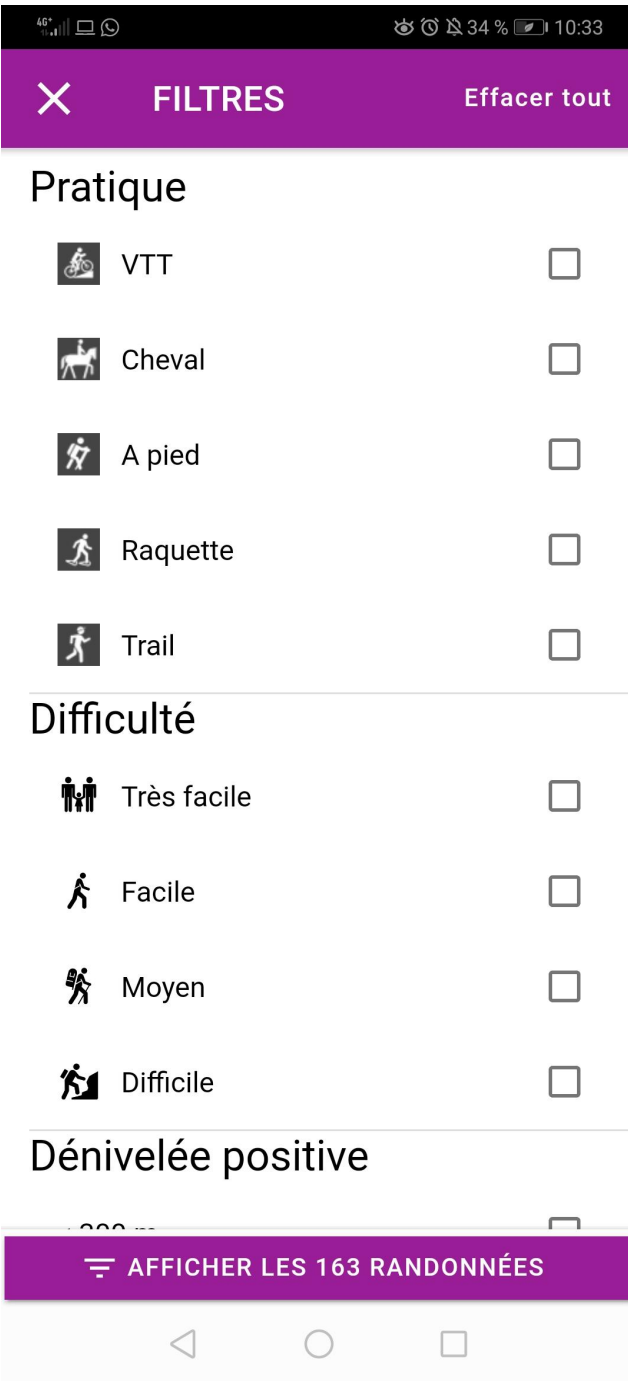 4G+ 34 % 10:33
FILTRES Effacer tout
Pratique
VTT
Cheval
A pied
Raquette
Trail
Difficulté
Très facile
Facile
Moyen
Difficile
Dénivelée positive
AFFICHER LES 163 RANDONNÉES